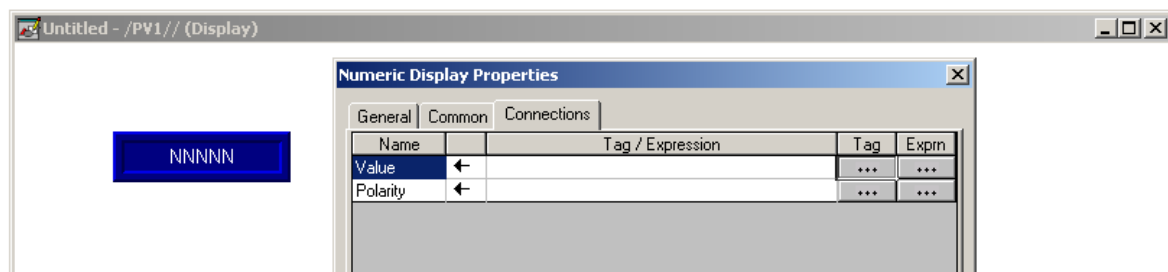 Untitled - /PV1// (Display)
Numeric Display Properties
General Common Connections
NNNNN
Name Tag / Expression Tag Exprn
Value ← ... ...
Polarity ← ... ...